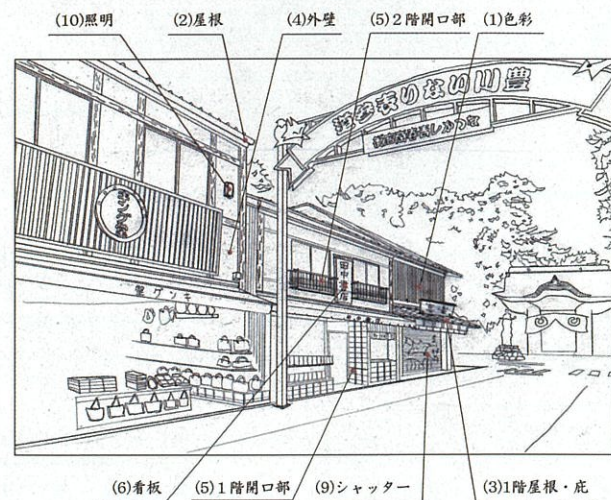 (10)照明
(2)屋根
(4)外壁
(5)2階開口部
(1)色彩
豊川いなり表参道
田中
店
(6)看板
(5)1階開口部
(9)シャッター
(3)1階屋根・庇